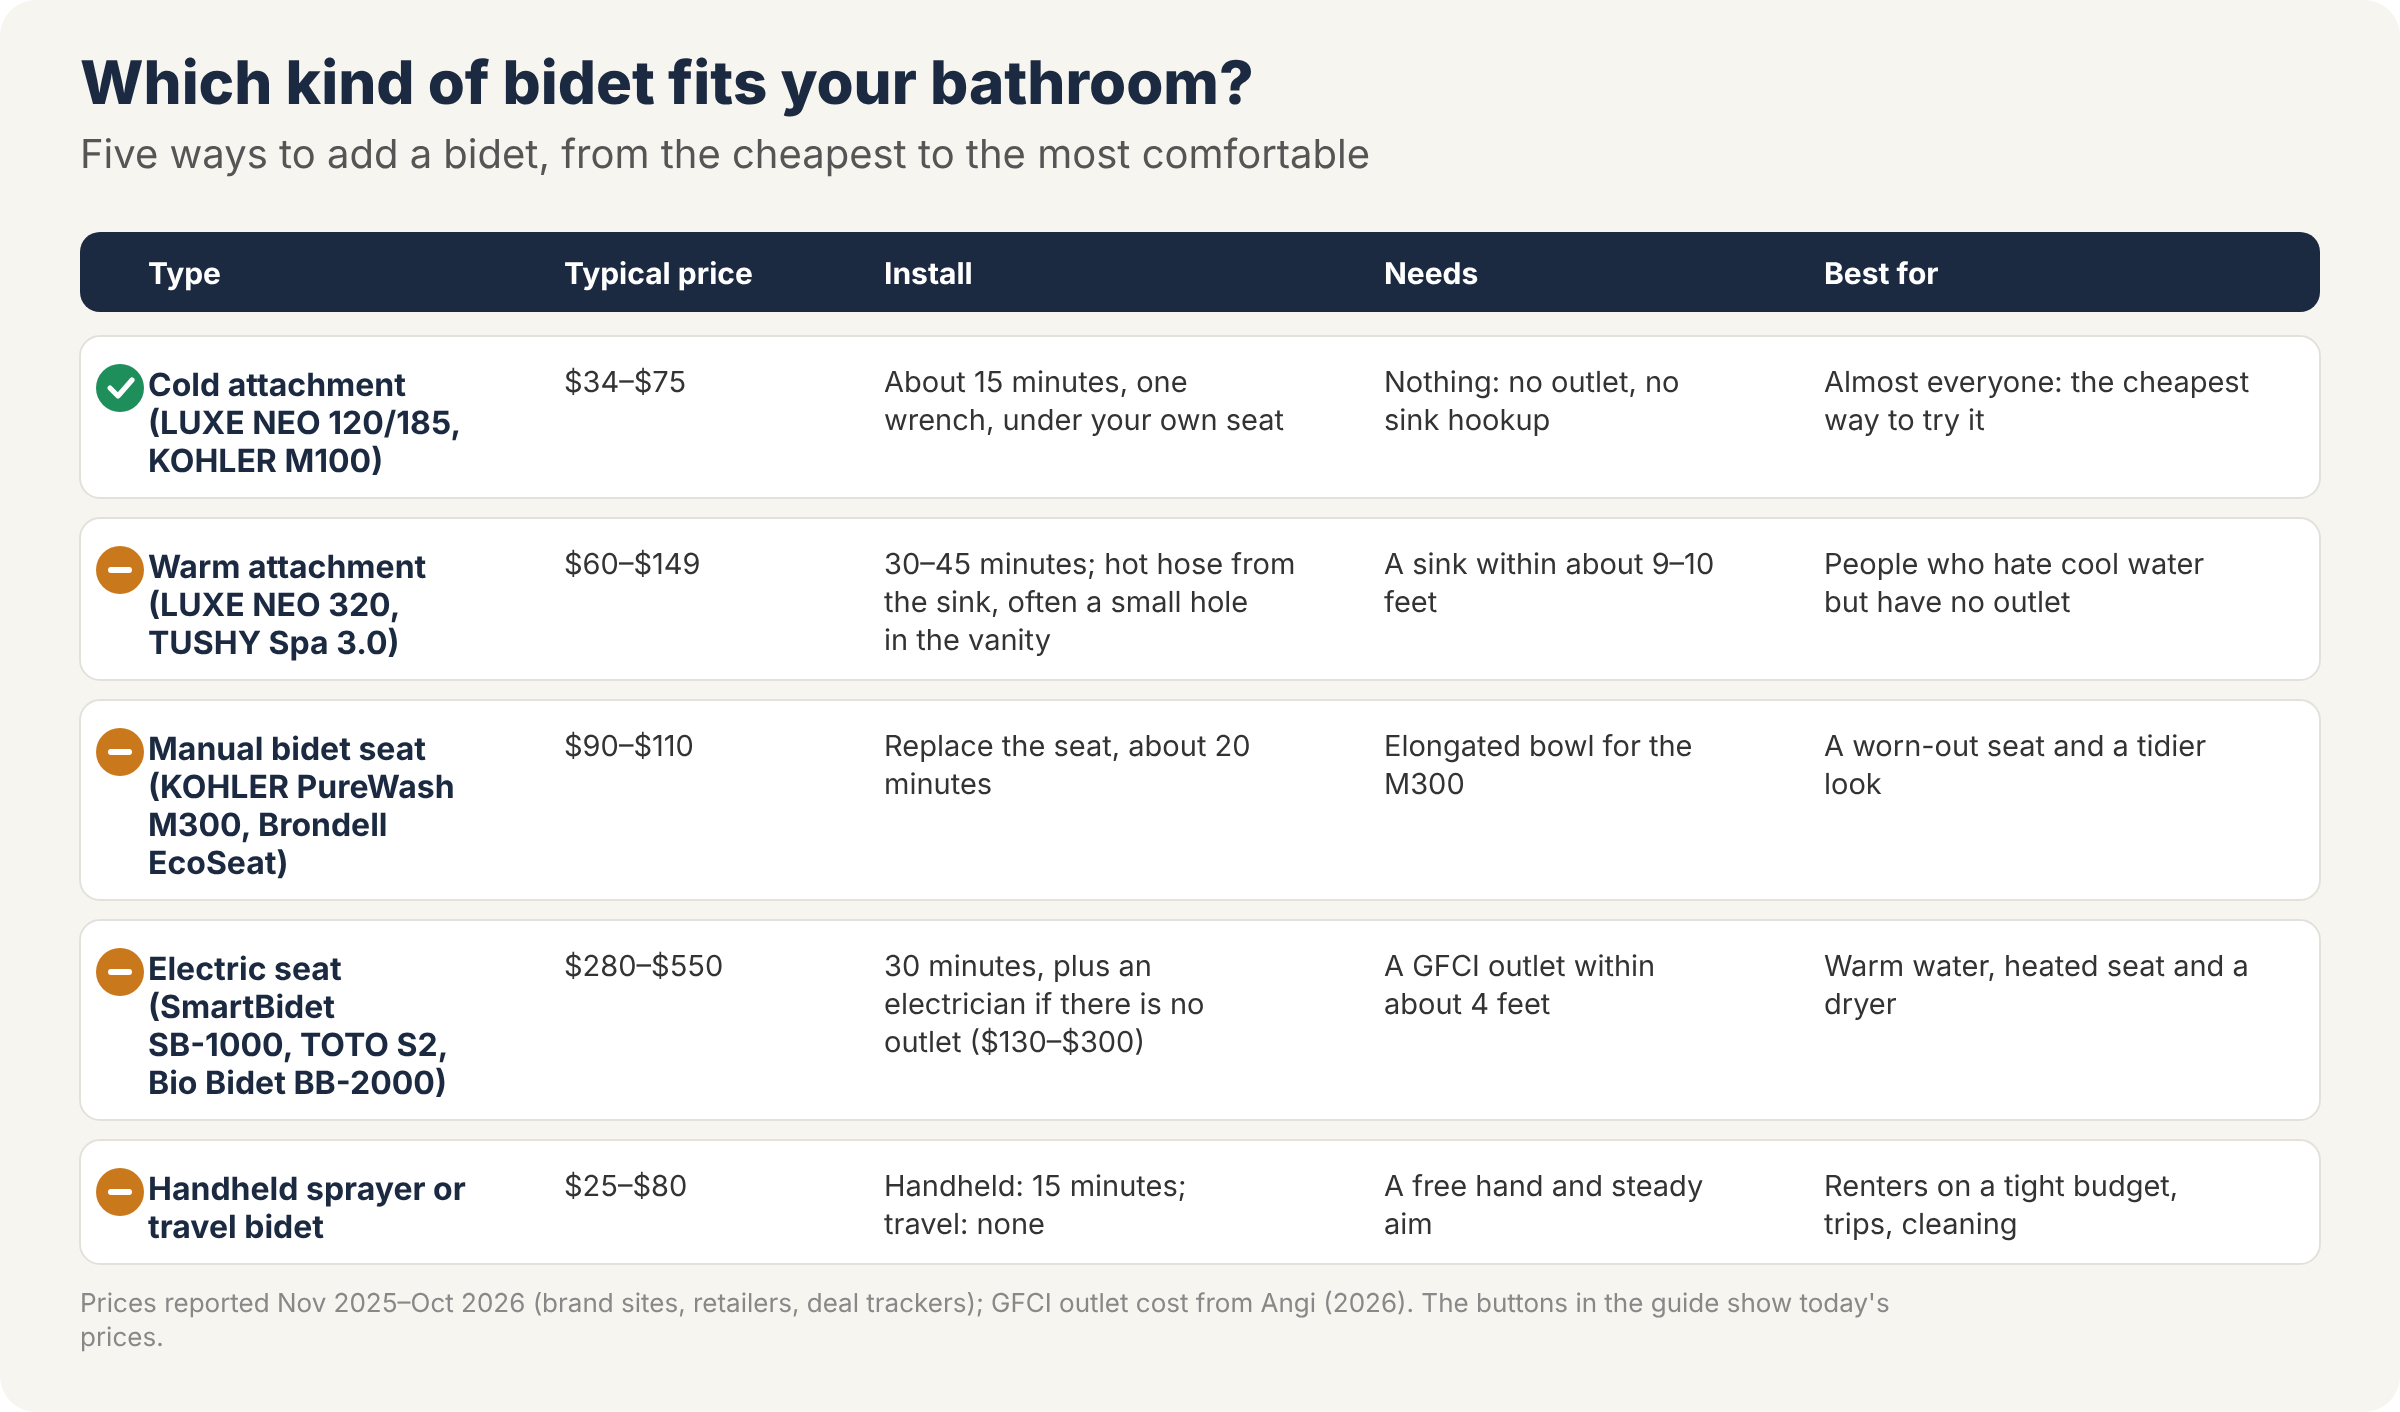 Which kind of bidet fits your bathroom?
Five ways to add a bidet, from the cheapest to the most comfortable
Type Typical price Install Needs Best for
Cold attachment (LUXE NEO 120/185, KOHLER M100)
$34–$75
About 15 minutes, one wrench, under your own seat
Nothing: no outlet, no sink hookup
Almost everyone: the cheapest way to try it
Warm attachment (LUXE NEO 320, TUSHY Spa 3.0)
$60–$149
30–45 minutes; hot hose from the sink, often a small hole in the vanity
A sink within about 9–10 feet
People who hate cool water but have no outlet
Manual bidet seat (KOHLER PureWash M300, Brondell EcoSeat)
$90–$110
Replace the seat, about 20 minutes
Elongated bowl for the M300
A worn-out seat and a tidier look
Electric seat (SmartBidet SB-1000, TOTO S2, Bio Bidet BB-2000)
$280–$550
30 minutes, plus an electrician if there is no outlet ($130–$300)
A GFCI outlet within about 4 feet
Warm water, heated seat and a dryer
Handheld sprayer or travel bidet
$25–$80
Handheld: 15 minutes; travel: none
A free hand and steady aim
Renters on a tight budget, trips, cleaning
Prices reported Nov 2025–Oct 2026 (brand sites, retailers, deal trackers); GFCI outlet cost from Angi (2026). The buttons in the guide show today's
prices.